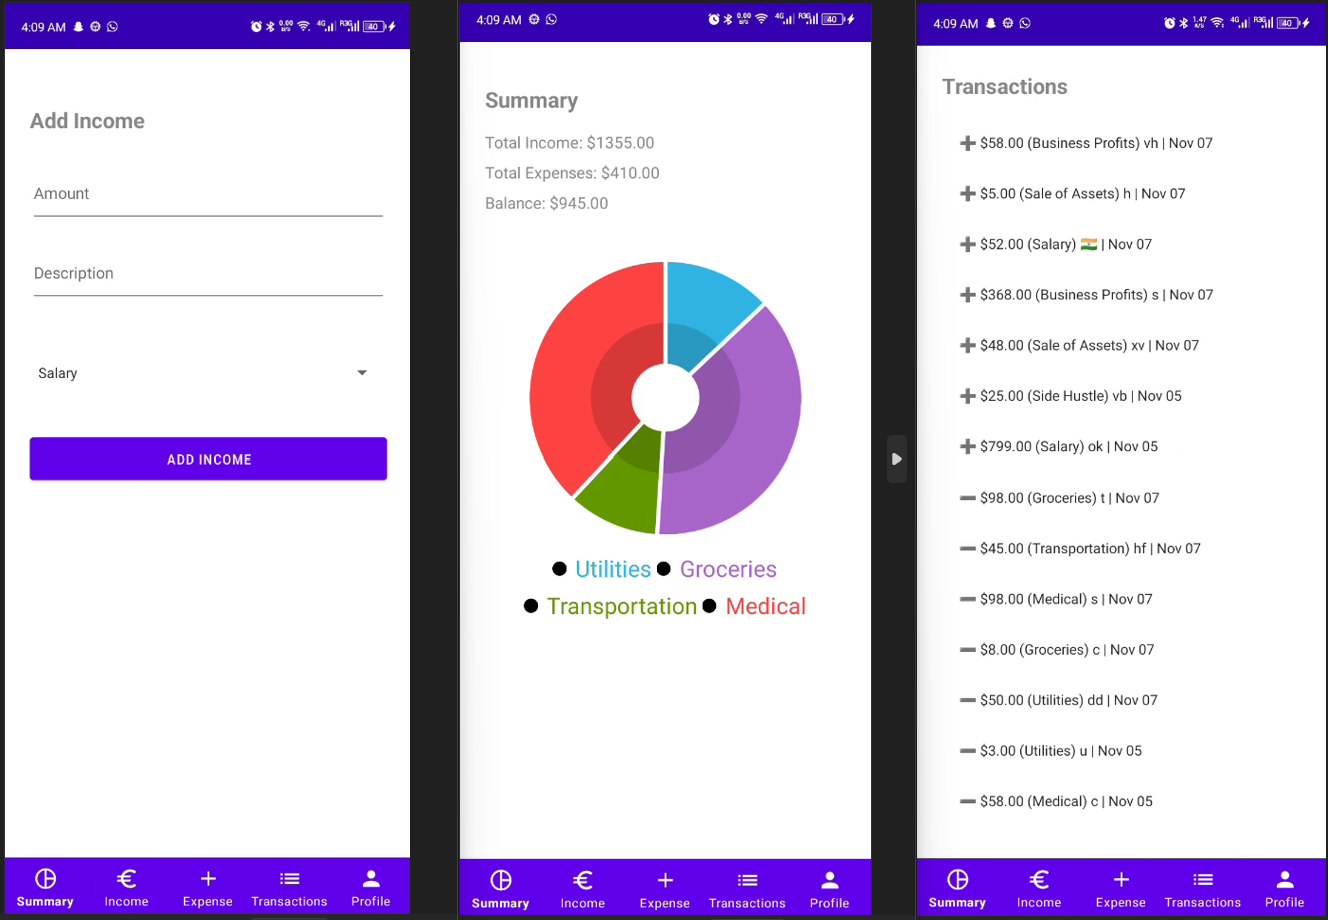 4:09 AM
0.00
B/S
4G
R3G
40
Add Income
Amount
Description
Salary
ADD INCOME
Summary
Income
Expense
Transactions
Profile
4:09 AM
0.00
B/S
4G
R3G
40
Summary
Total Income: $1355.00
Total Expenses: $410.00
Balance: $945.00
Utilities Groceries
Transportation Medical
Summary
Income
Expense
Transactions
Profile
4:09 AM
1.47
K/S
4G
R3G
40
Transactions
➕ $58.00 (Business Profits) vh | Nov 07
➕ $5.00 (Sale of Assets) h | Nov 07
➕ $52.00 (Salary) 🇮🇳 | Nov 07
➕ $368.00 (Business Profits) s | Nov 07
➕ $48.00 (Sale of Assets) xv | Nov 07
➕ $25.00 (Side Hustle) vb | Nov 05
➕ $799.00 (Salary) ok | Nov 05
➖ $98.00 (Groceries) t | Nov 07
➖ $45.00 (Transportation) hf | Nov 07
➖ $98.00 (Medical) s | Nov 07
➖ $8.00 (Groceries) c | Nov 07
➖ $50.00 (Utilities) dd | Nov 07
➖ $3.00 (Utilities) u | Nov 05
➖ $58.00 (Medical) c | Nov 05
Summary
Income
Expense
Transactions
Profile